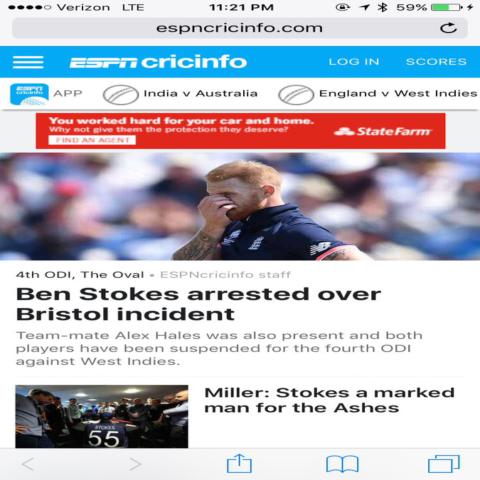 Verizon LTE 11:21 PM 59%
espncricinfo.com
ESPN cricinfo LOG IN SCORES
ESPN cricinfo APP India v Australia England v West Indies
You worked hard for your car and home.
Why not give them the protection they deserve?
FIND AN AGENT
StateFarm™
4th ODI, The Oval • ESPNcricinfo staff
Ben Stokes arrested over
Bristol incident
Team-mate Alex Hales was also present and both
players have been suspended for the fourth ODI
against West Indies.
Miller: Stokes a marked
man for the Ashes
STOKES
55